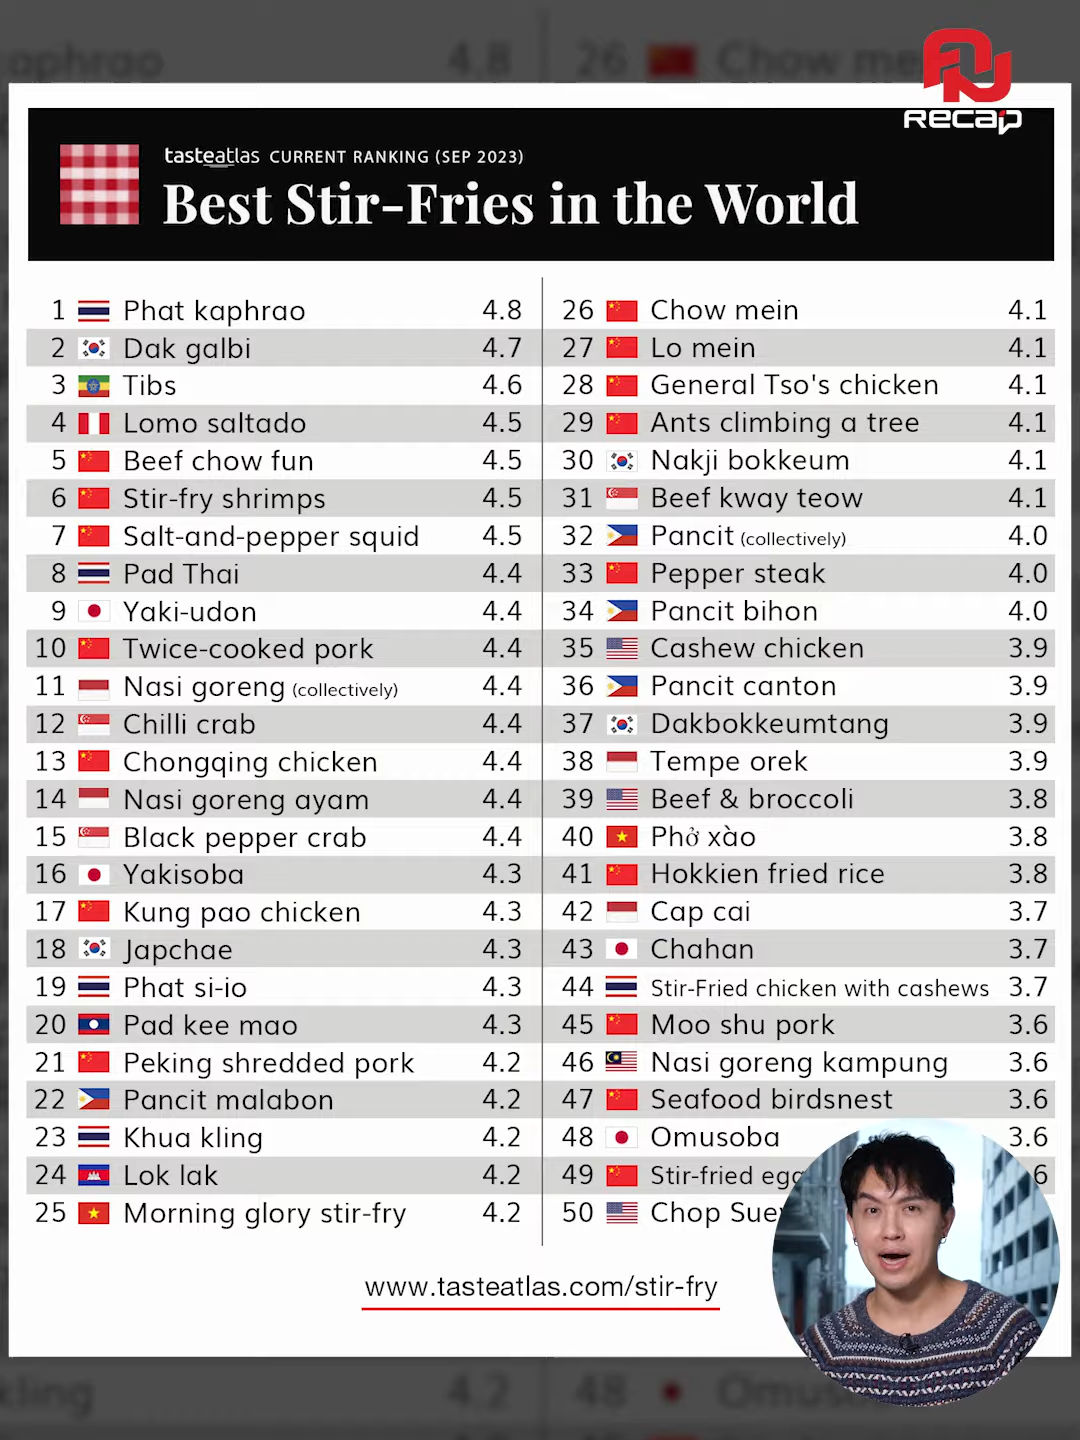 aphrao 4.8 26 Chow me
RECAP
tasteatlas CURRENT RANKING (SEP 2023)
Best Stir-Fries in the World
1 Phat kaphrao 4.8
2 Dak galbi 4.7
3 Tibs 4.6
4 Lomo saltado 4.5
5 Beef chow fun 4.5
6 Stir-fry shrimps 4.5
7 Salt-and-pepper squid 4.5
8 Pad Thai 4.4
9 Yaki-udon 4.4
10 Twice-cooked pork 4.4
11 Nasi goreng (collectively) 4.4
12 Chilli crab 4.4
13 Chongqing chicken 4.4
14 Nasi goreng ayam 4.4
15 Black pepper crab 4.4
16 Yakisoba 4.3
17 Kung pao chicken 4.3
18 Japchae 4.3
19 Phat si-io 4.3
20 Pad kee mao 4.3
21 Peking shredded pork 4.2
22 Pancit malabon 4.2
23 Khua kling 4.2
24 Lok lak 4.2
25 Morning glory stir-fry 4.2
26 Chow mein 4.1
27 Lo mein 4.1
28 General Tso's chicken 4.1
29 Ants climbing a tree 4.1
30 Nakji bokkeum 4.1
31 Beef kway teow 4.1
32 Pancit (collectively) 4.0
33 Pepper steak 4.0
34 Pancit bihon 4.0
35 Cashew chicken 3.9
36 Pancit canton 3.9
37 Dakbokkeumtang 3.9
38 Tempe orek 3.9
39 Beef & broccoli 3.8
40 Phở xào 3.8
41 Hokkien fried rice 3.8
42 Cap cai 3.7
43 Chahan 3.7
44 Stir-Fried chicken with cashews 3.7
45 Moo shu pork 3.6
46 Nasi goreng kampung 3.6
47 Seafood birdsnest 3.6
48 Omusoba 3.6
49 Stir-fried egg 6
50 Chop Suey
www.tasteatlas.com/stir-fry
kling 4.2 48 Omus